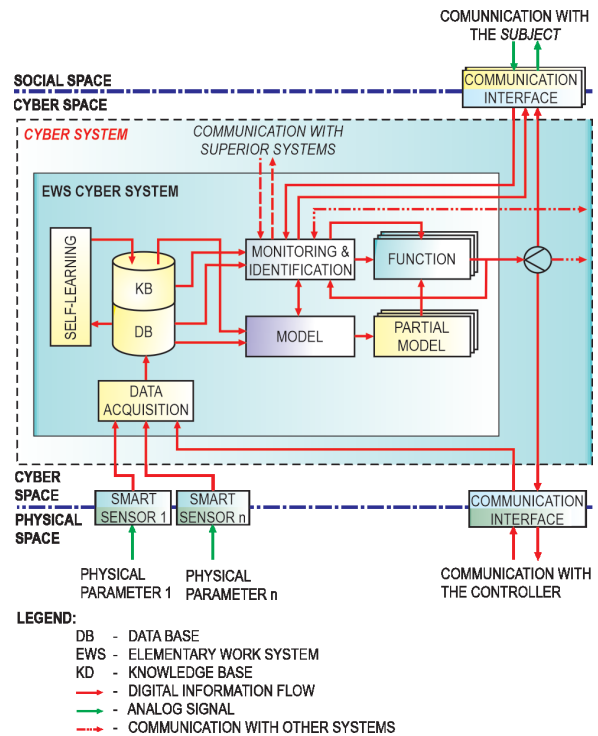 COMUNNICATION WITH
THE SUBJECT
SOCIAL SPACE
CYBER SPACE
COMMUNICATION
INTERFACE
CYBER SYSTEM
COMMUNICATION WITH
SUPERIOR SYSTEMS
EWS CYBER SYSTEM
SELF-LEARNING
KB
DB
MONITORING &
IDENTIFICATION
FUNCTION
MODEL
PARTIAL
MODEL
DATA
ACQUISITION
CYBER
SPACE
PHYSICAL
SPACE
SMART
SENSOR 1
SMART
SENSOR n
COMMUNICATION
INTERFACE
PHYSICAL
PARAMETER 1
PHYSICAL
PARAMETER n
COMMUNICATION WITH
THE CONTROLLER
LEGEND:
DB - DATA BASE
EWS - ELEMENTARY WORK SYSTEM
KD - KNOWLEDGE BASE
- DIGITAL INFORMATION FLOW
- ANALOG SIGNAL
- COMMUNICATION WITH OTHER SYSTEMS